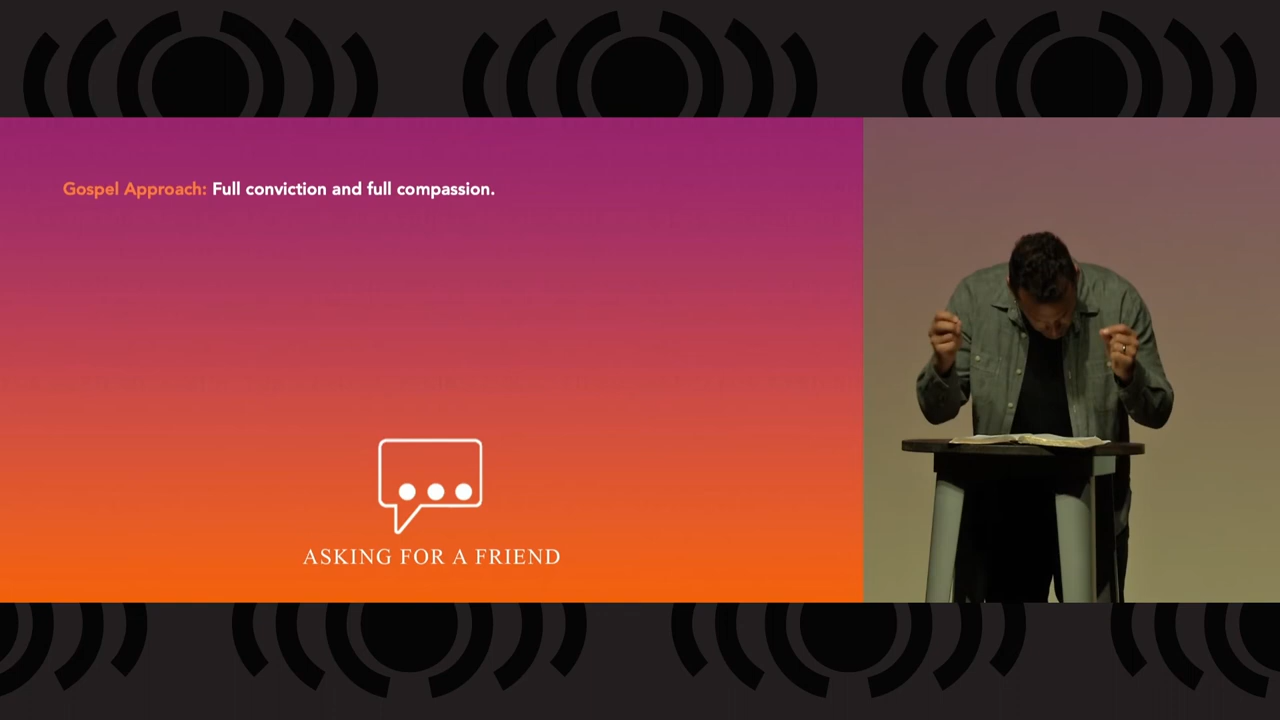 Gospel Approach: Full conviction and full compassion.
ASKING FOR A FRIEND